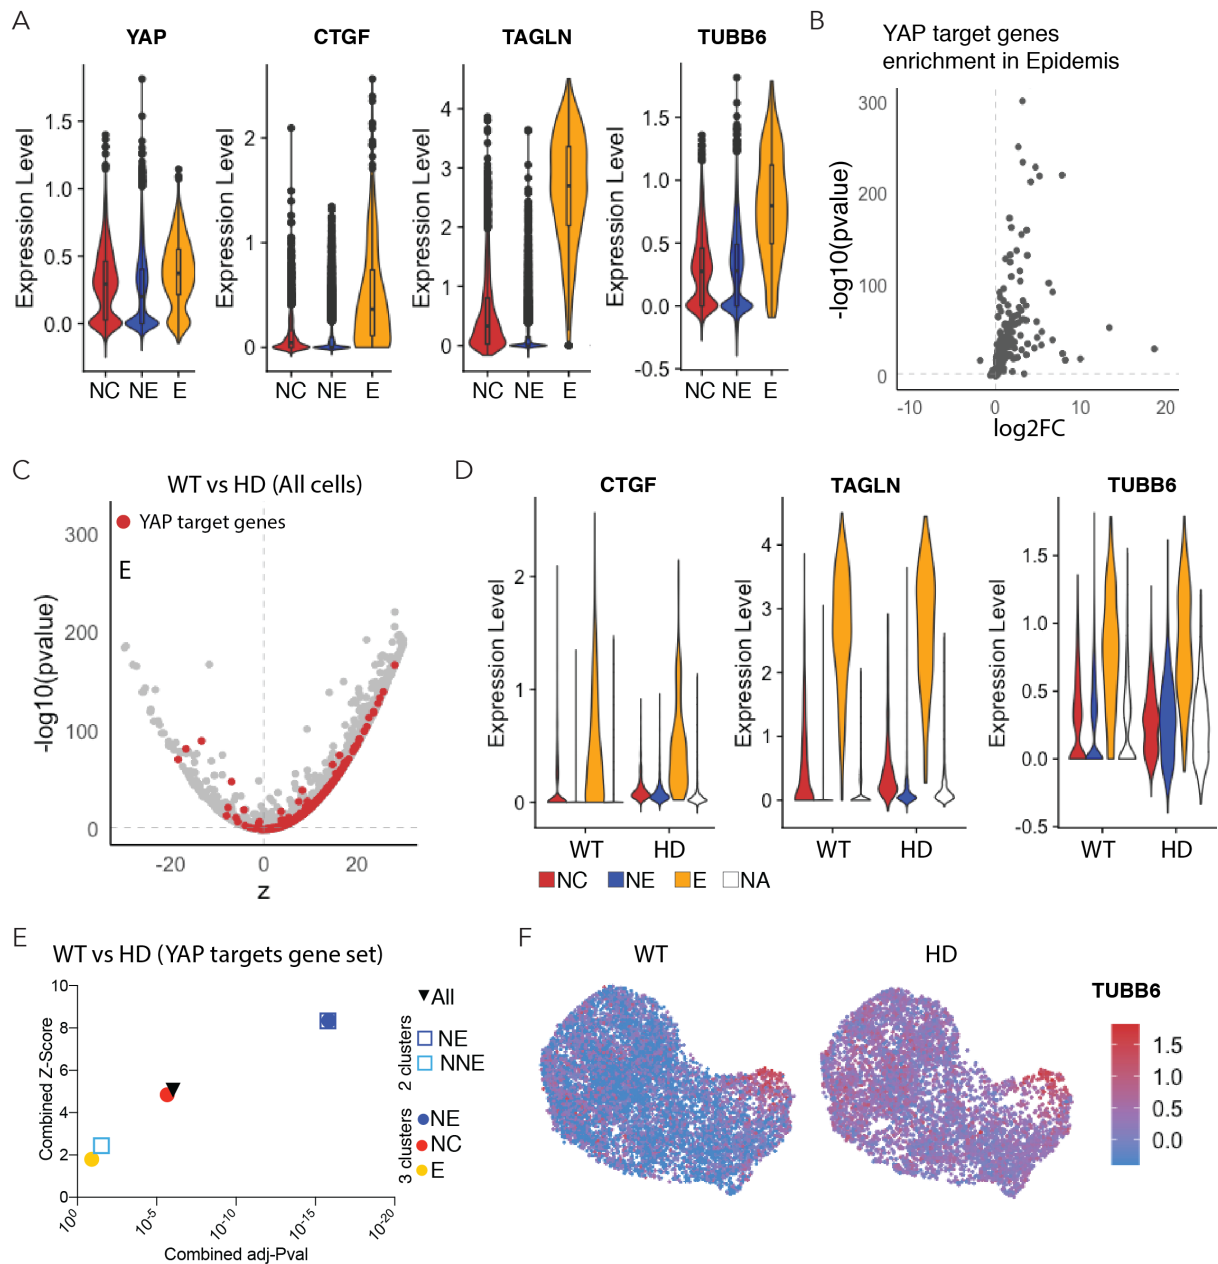 A
YAP
CTGF
TAGLN
TUBB6
Expression Level
1.5
1.0
0.5
0.0
NC NE E
Expression Level
2
1
0
NC NE E
Expression Level
4
3
2
1
0
NC NE E
Expression Level
1.5
1.0
0.5
0.0
-0.5
NC NE E
B
YAP target genes
enrichment in Epidemis
-log10(pvalue)
300
200
100
0
-10 0 10 20
log2FC
C
WT vs HD (All cells)
YAP target genes
E
-log10(pvalue)
300
200
100
0
-20 0 20
z
D
CTGF
TAGLN
TUBB6
Expression Level
2
1
0
WT HD
Expression Level
4
3
2
1
0
WT HD
Expression Level
1.5
1.0
0.5
0.0
-0.5
WT HD
NC NE E NA
E
WT vs HD (YAP targets gene set)
Combined Z-Score
10
8
6
4
2
0
10⁰ 10⁻⁵ 10⁻¹⁰ 10⁻¹⁵ 10⁻²⁰
Combined adj-Pval
All
2 clusters
NE
NNE
3 clusters
NE
NC
E
F
WT
HD
TUBB6
1.5
1.0
0.5
0.0